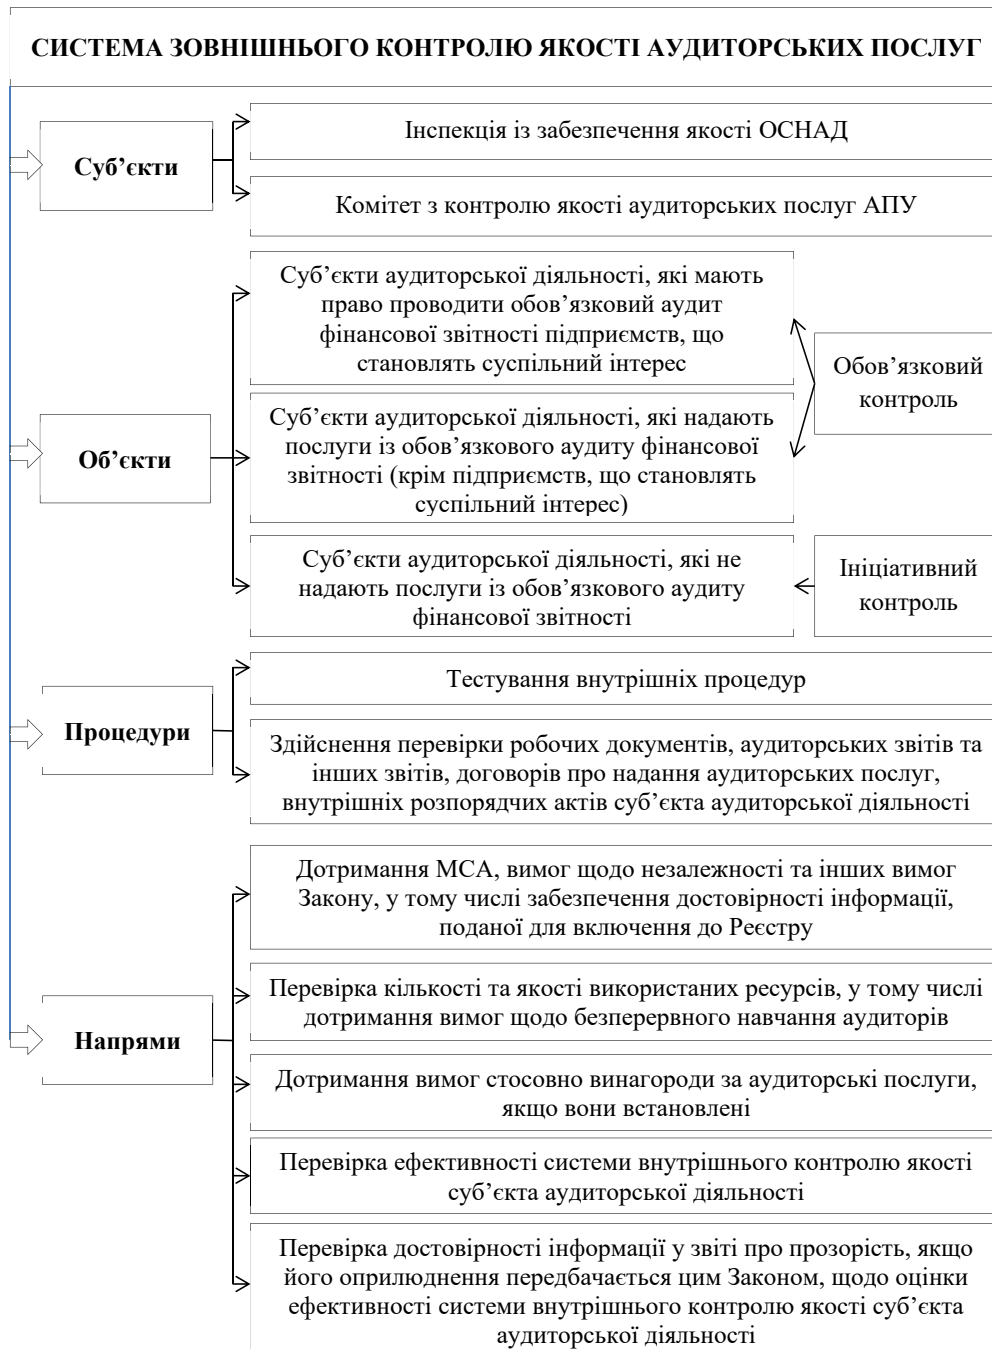 СИСТЕМА ЗОВНІШНЬОГО КОНТРОЛЮ ЯКОСТІ АУДИТОРСЬКИХ ПОСЛУГ
Суб’єкти
Інспекція із забезпечення якості ОСНАД
Комітет з контролю якості аудиторських послуг АПУ
Об’єкти
Суб’єкти аудиторської діяльності, які мають
право проводити обов’язковий аудит
фінансової звітності підприємств, що
становлять суспільний інтерес
Суб’єкти аудиторської діяльності, які надають
послуги із обов’язкового аудиту фінансової
звітності (крім підприємств, що становлять
суспільний інтерес)
Обов’язковий
контроль
Суб’єкти аудиторської діяльності, які не
надають послуги із обов’язкового аудиту
фінансової звітності
Ініціативний
контроль
Процедури
Тестування внутрішніх процедур
Здійснення перевірки робочих документів, аудиторських звітів та
інших звітів, договорів про надання аудиторських послуг,
внутрішніх розпорядчих актів суб’єкта аудиторської діяльності
Напрями
Дотримання МСА, вимог щодо незалежності та інших вимог
Закону, у тому числі забезпечення достовірності інформації,
поданої для включення до Реєстру
Перевірка кількості та якості використаних ресурсів, у тому числі
дотримання вимог щодо безперервного навчання аудиторів
Дотримання вимог стосовно винагороди за аудиторські послуги,
якщо вони встановлені
Перевірка ефективності системи внутрішнього контролю якості
суб’єкта аудиторської діяльності
Перевірка достовірності інформації у звіті про прозорість, якщо
його оприлюднення передбачається цим Законом, щодо оцінки
ефективності системи внутрішнього контролю якості суб’єкта
аудиторської діяльності